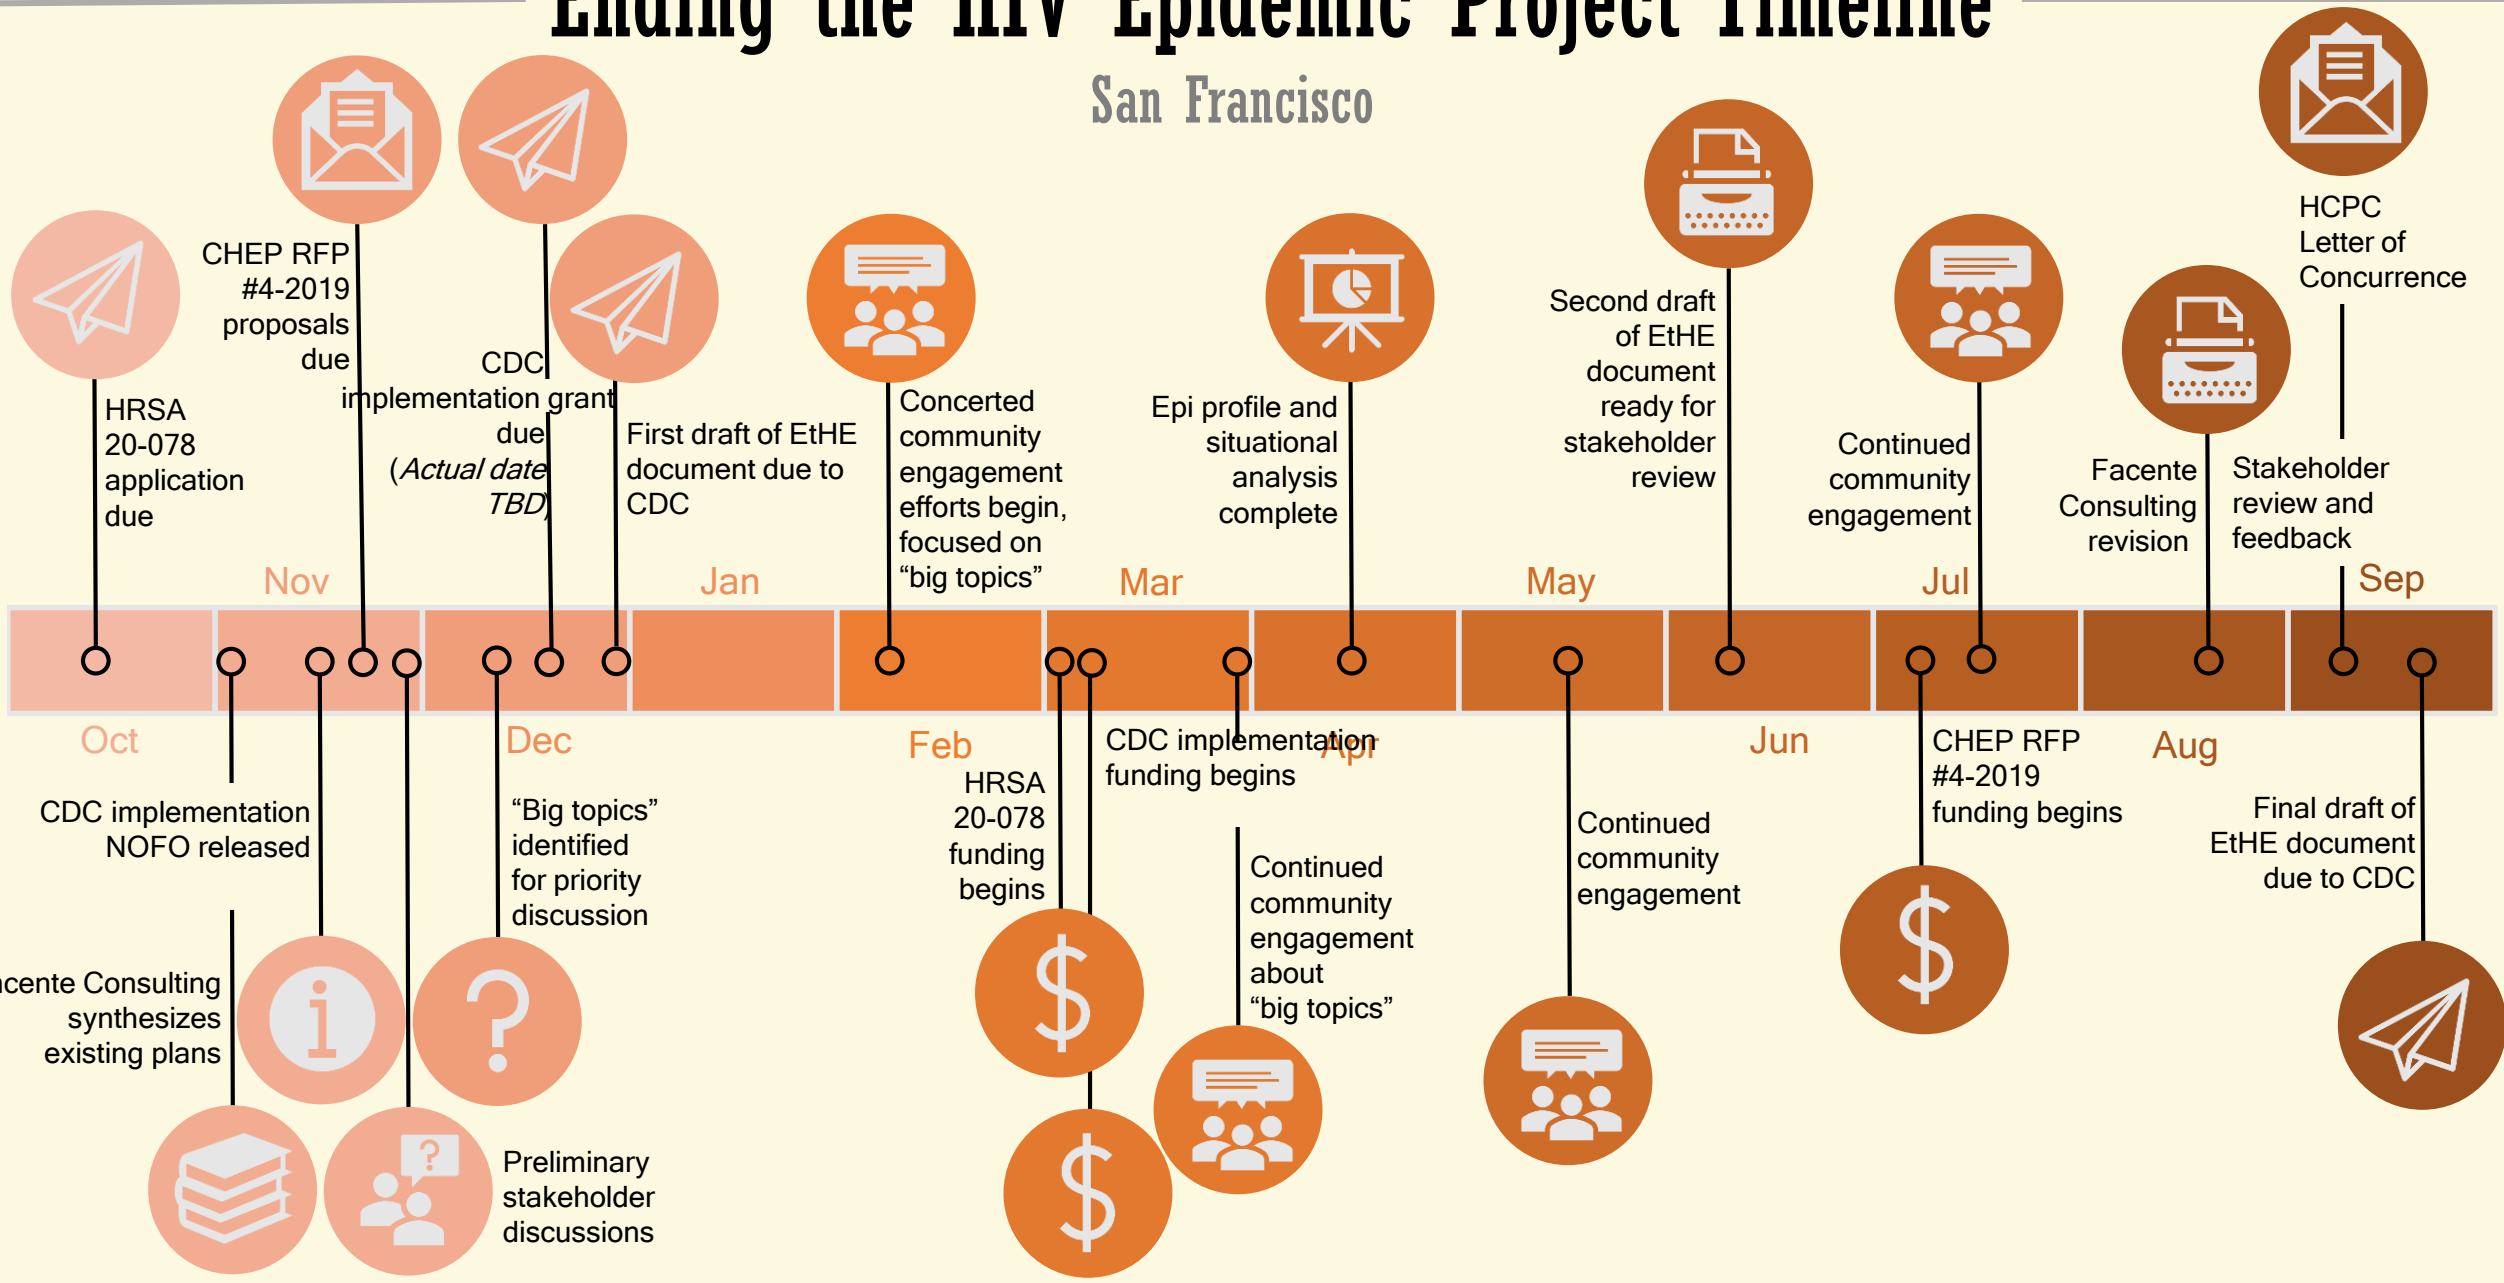 Ending the HIV Epidemic Project Timeline
San Francisco
HRSA
20-078
application
due
CHEP RFP
#4-2019
proposals
due
CDC
implementation grant
due
(Actual date
TBD)
First draft of EtHE
document due to
CDC
Concerted
community
engagement
efforts begin,
focused on
“big topics”
Epi profile and
situational
analysis
complete
Second draft
of EtHE
document
ready for
stakeholder
review
Continued
community
engagement
Facente
Consulting
revision
Stakeholder
review and
feedback
HCPC
Letter of
Concurrence
Nov
Jan
Mar
May
Jul
Sep
Oct
Dec
Feb
Apr
Jun
Aug
CDC implementation
NOFO released
cente Consulting
synthesizes
existing plans
i
?
“Big topics”
identified
for priority
discussion
?
Preliminary
stakeholder
discussions
HRSA
20-078
funding
begins
$
CDC implementation
funding begins
$
Continued
community
engagement
about
“big topics”
Continued
community
engagement
CHEP RFP
#4-2019
funding begins
$
Final draft of
EtHE document
due to CDC